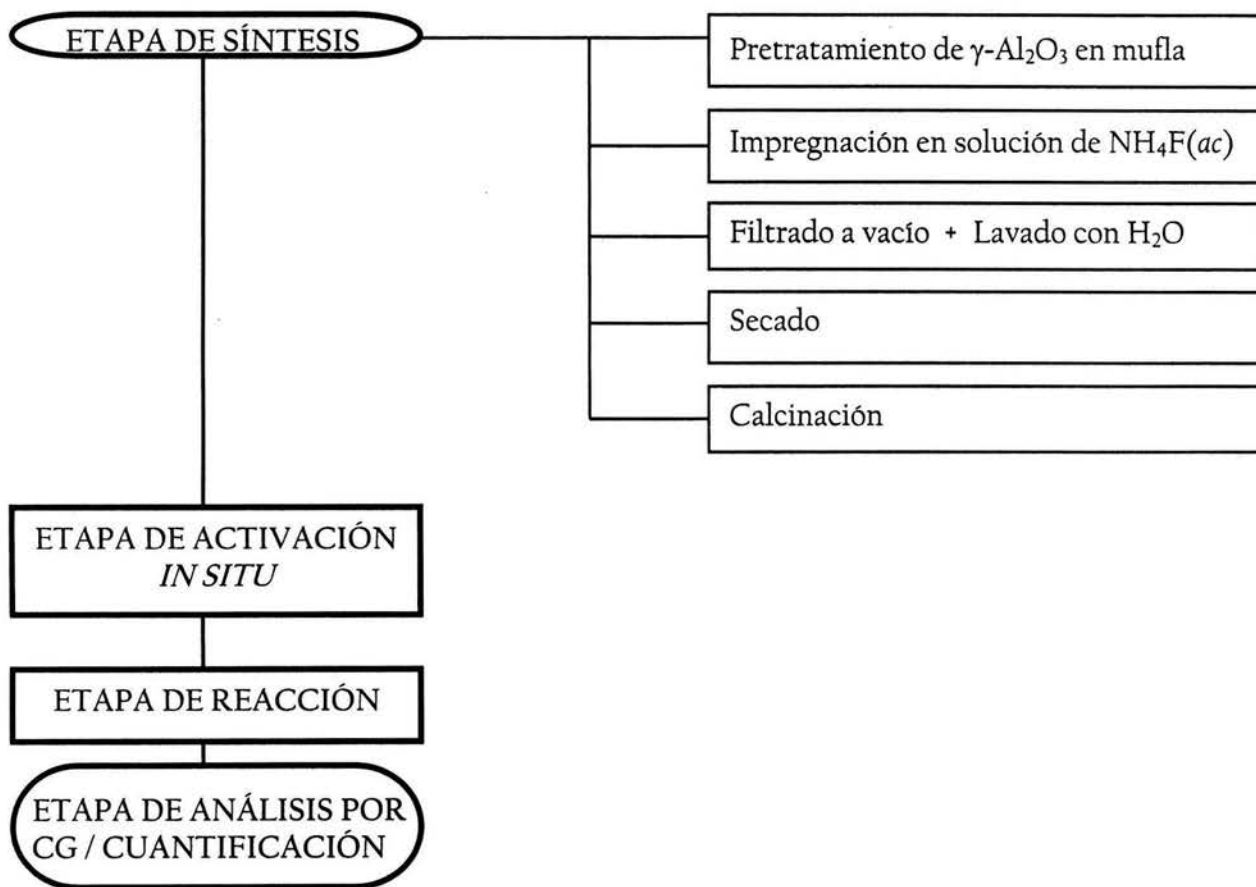 ETAPA DE SÍNTESIS
Pretratamiento de γ-Al₂O₃ en mufla
Impregnación en solución de NH₄F(ac)
Filtrado a vacío + Lavado con H₂O
Secado
Calcinación
ETAPA DE ACTIVACIÓN
IN SITU
ETAPA DE REACCIÓN
ETAPA DE ANÁLISIS POR
CG / CUANTIFICACIÓN